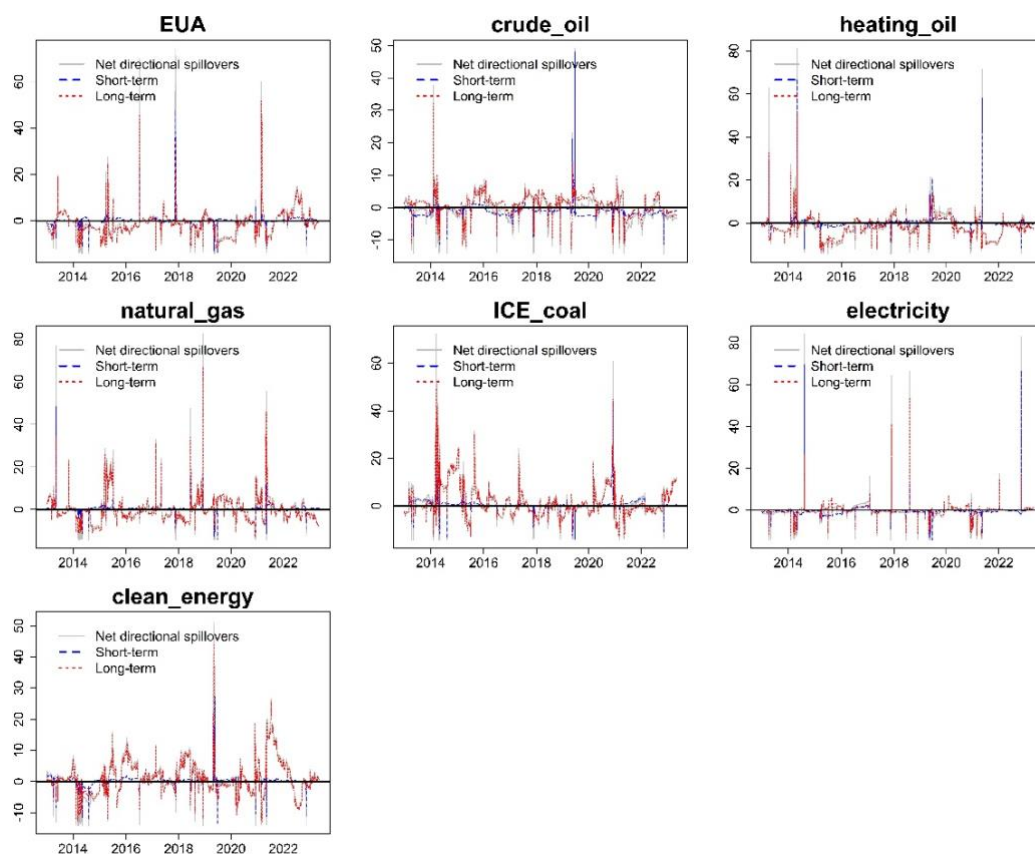 EUA
60
40
20
0
Net directional spillovers
Short-term
Long-term
2014 2016 2018 2020 2022
crude_oil
50
40
30
20
10
0
-10
Net directional spillovers
Short-term
Long-term
2014 2016 2018 2020 2022
heating_oil
80
60
40
20
0
Net directional spillovers
Short-term
Long-term
2014 2016 2018 2020 2022
natural_gas
80
60
40
20
0
Net directional spillovers
Short-term
Long-term
2014 2016 2018 2020 2022
ICE_coal
60
40
20
0
Net directional spillovers
Short-term
Long-term
2014 2016 2018 2020 2022
electricity
80
60
40
20
0
Net directional spillovers
Short-term
Long-term
2014 2016 2018 2020 2022
clean_energy
50
40
30
20
10
0
-10
Net directional spillovers
Short-term
Long-term
2014 2016 2018 2020 2022